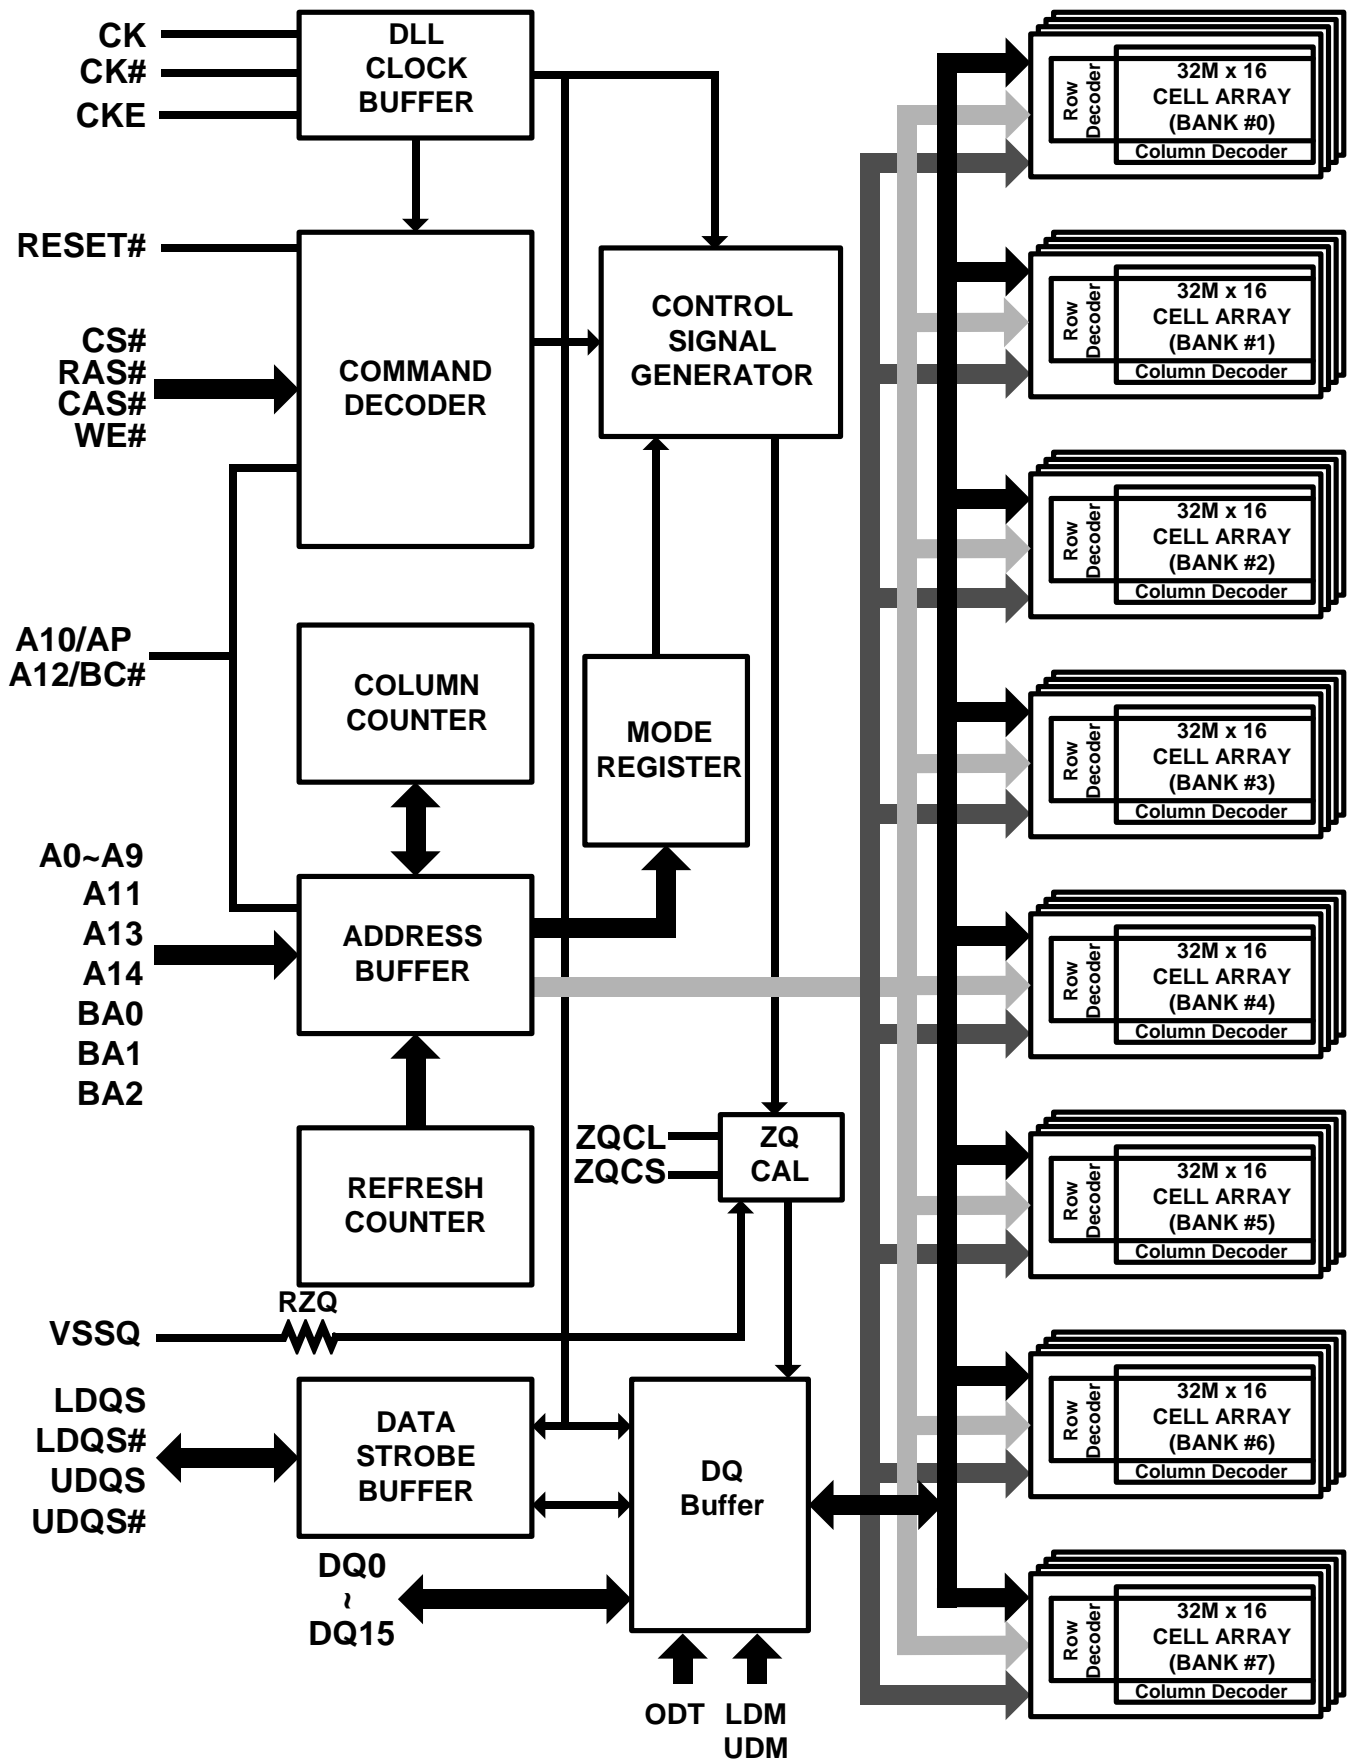 CK
CK#
CKE
DLL
CLOCK
BUFFER
RESET#
CS#
RAS#
CAS#
WE#
COMMAND
DECODER
CONTROL
SIGNAL
GENERATOR
A10/AP
A12/BC#
COLUMN
COUNTER
MODE
REGISTER
A0~A9
A11
A13
A14
BA0
BA1
BA2
ADDRESS
BUFFER
REFRESH
COUNTER
ZQCL
ZQCS
ZQ
CAL
RZQ
VSSQ
LDQS
LDQS#
UDQS
UDQS#
DATA
STROBE
BUFFER
DQ
Buffer
DQ0
~
DQ15
ODT
LDM
UDM
Row
Decoder
32M x 16
CELL ARRAY
(BANK #0)
Column Decoder
Row
Decoder
32M x 16
CELL ARRAY
(BANK #1)
Column Decoder
Row
Decoder
32M x 16
CELL ARRAY
(BANK #2)
Column Decoder
Row
Decoder
32M x 16
CELL ARRAY
(BANK #3)
Column Decoder
Row
Decoder
32M x 16
CELL ARRAY
(BANK #4)
Column Decoder
Row
Decoder
32M x 16
CELL ARRAY
(BANK #5)
Column Decoder
Row
Decoder
32M x 16
CELL ARRAY
(BANK #6)
Column Decoder
Row
Decoder
32M x 16
CELL ARRAY
(BANK #7)
Column Decoder